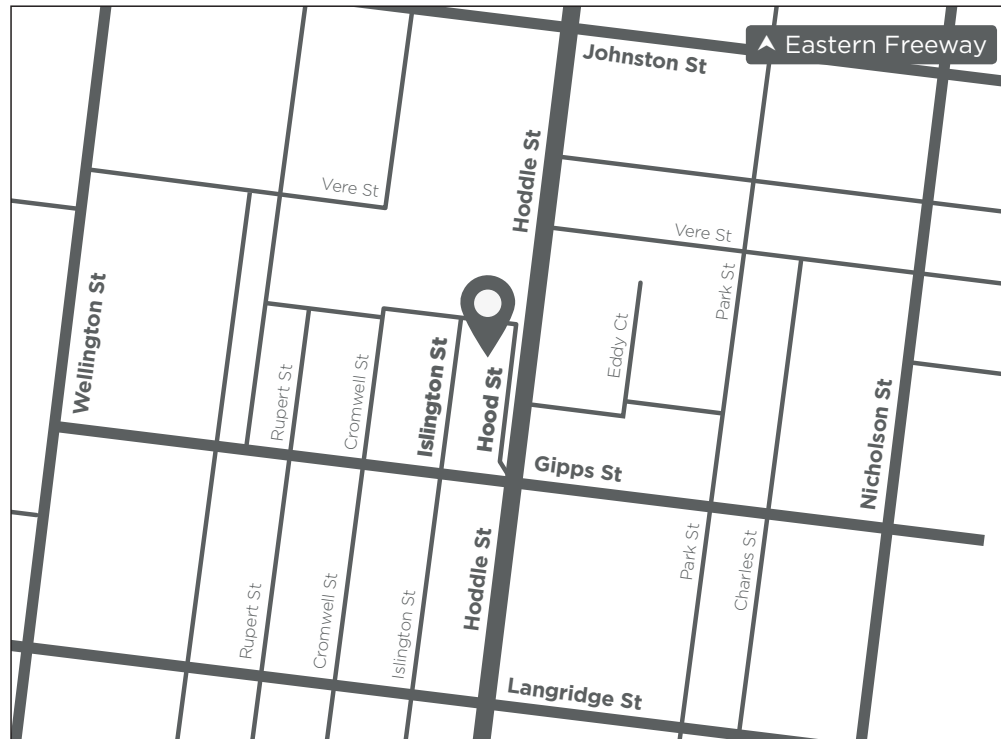 Eastern Freeway
Johnston St
Hoddle St
Vere St
Vere St
Park St
Wellington St
Eddy Ct
Islington St
Cromwell St
Rupert St
Hood St
Nicholson St
Gipps St
Hoddle St
Park St
Charles St
Rupert St
Cromwell St
Islington St
Langridge St